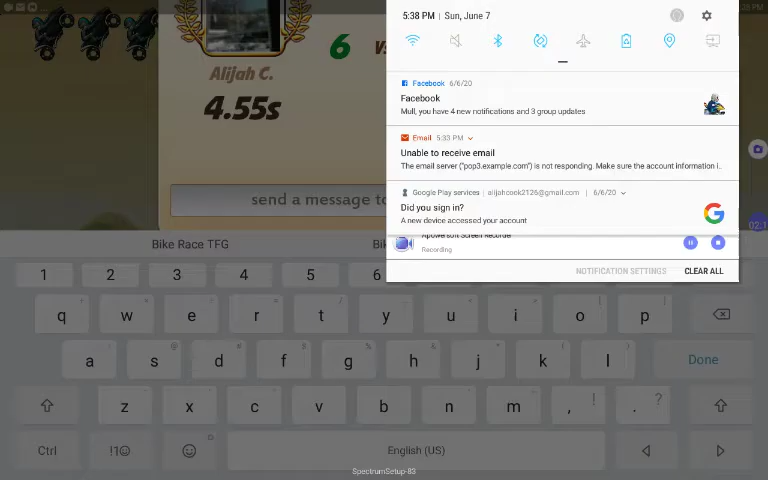 5:38 PM | Sun, June 7
6
Alijah C.
4.55s
Facebook 6/6/20
Facebook
Mull, you have 4 new notifications and 3 group updates
Email 5:33 PM
Unable to receive email
The email server ("pop3.example.com") is not responding. Make sure the account information i..
Google Play services | alijahcook2126@gmail.com | 6/6/20
Did you sign in?
A new device accessed your account
Apowersoft Screen Recorder
Recording
NOTIFICATION SETTINGS CLEAR ALL
send a message to
Bike Race TFG
1 2 3 4 5 6
q w e r t y u i o p
a s d f g h j k l Done
z x c v b n m , ! . ?
Ctrl !1☺ English (US)
SpectrumSetup-83